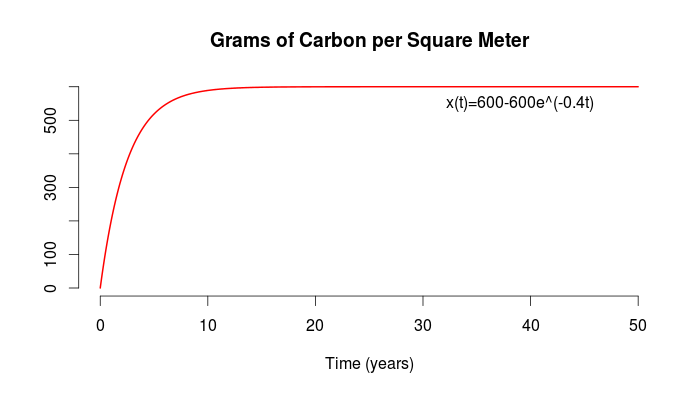 Grams of Carbon per Square Meter
x(t)=600-600e^(-0.4t)
500
300
100
0
0 10 20 30 40 50
Time (years)